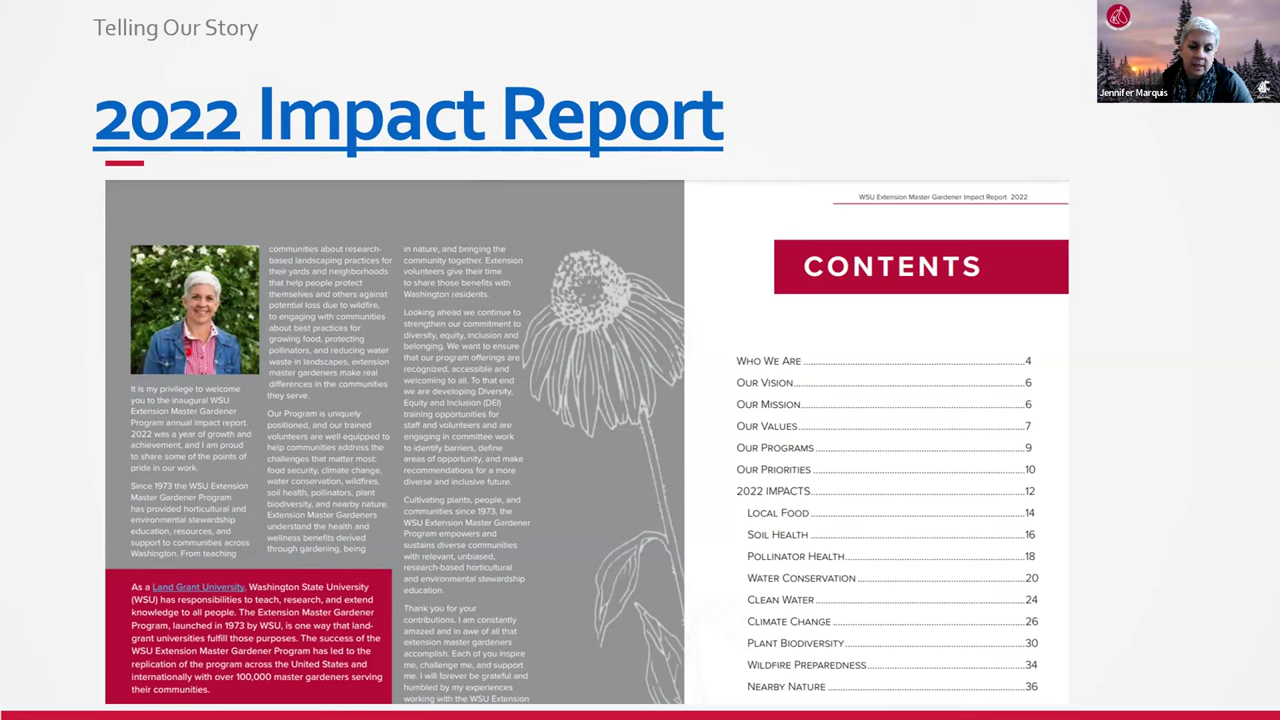 Telling Our Story
2022 Impact Report
Jennifer Marquis
It is my privilege to welcome
you to the inaugural WSU
Extension Master Gardener
Program annual impact report.
2022 was a year of growth and
achievement, and I am proud
to share some of the points of
pride in our work.
Since 1973 the WSU Extension
Master Gardener Program
has provided horticultural and
environmental stewardship
education, resources, and
support to communities across
Washington. From teaching
communities about research-
based landscaping practices for
their yards and neighborhoods
that help people protect
themselves and others against
potential loss due to wildfire,
to engaging with communities
about best practices for
growing food, protecting
pollinators, and reducing water
waste in landscapes, extension
master gardeners make real
differences in the communities
they serve.
Our Program is uniquely
positioned, and our trained
volunteers are well equipped to
help communities address the
challenges that matter most:
food security, climate change,
water conservation, wildfires,
soil health, pollinators, plant
biodiversity, and nearby nature.
Extension Master Gardeners
understand the health and
wellness benefits derived
through gardening, being
in nature, and bringing the
community together. Extension
volunteers give their time
to share those benefits with
Washington residents.
Looking ahead we continue to
strengthen our commitment to
diversity, equity, inclusion and
belonging. We want to ensure
that our program offerings are
recognized, accessible and
welcoming to all. To that end
we are developing Diversity,
Equity and Inclusion (DEI)
training opportunities for
staff and volunteers and are
engaging in committee work
to identify barriers, define
areas of opportunity, and make
recommendations for a more
diverse and inclusive future.
Cultivating plants, people, and
communities since 1973, the
WSU Extension Master Gardener
Program empowers and
sustains diverse communities
with relevant, unbiased,
research-based horticultural
and environmental stewardship
education.
Thank you for your
contributions. I am constantly
amazed and in awe of all that
extension master gardeners
accomplish. Each of you inspire
me, challenge me, and support
me. I will forever be grateful and
humbled by my experiences
working with the WSU Extension
As a Land Grant University, Washington State University
(WSU) has responsibilities to teach, research, and extend
knowledge to all people. The Extension Master Gardener
Program, launched in 1973 by WSU, is one way that land-
grant universities fulfill those purposes. The success of the
WSU Extension Master Gardener Program has led to the
replication of the program across the United States and
internationally with over 100,000 master gardeners serving
their communities.
WSU Extension Master Gardener Impact Report 2022
CONTENTS
WHO WE ARE 4
OUR VISION 6
OUR MISSION 6
OUR VALUES 7
OUR PROGRAMS 9
OUR PRIORITIES 10
2022 IMPACTS 12
LOCAL FOOD 14
SOIL HEALTH 16
POLLINATOR HEALTH 18
WATER CONSERVATION 20
CLEAN WATER 24
CLIMATE CHANGE 26
PLANT BIODIVERSITY 30
WILDFIRE PREPAREDNESS 34
NEARBY NATURE 36